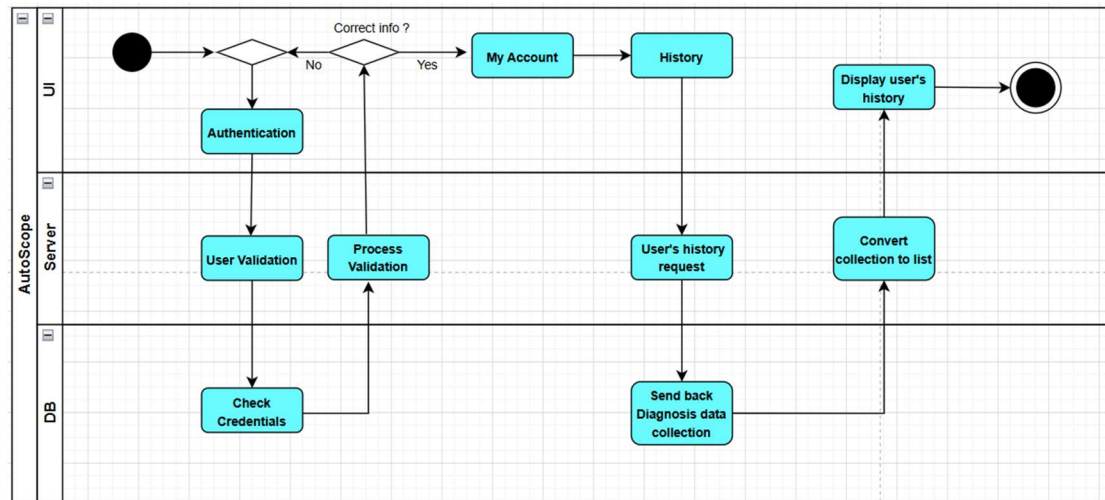 AutoScope
UI
Correct info ?
No
Yes
My Account
History
Authentication
Display user's
history
Server
User Validation
Process
Validation
User's history
request
Convert
collection to list
DB
Check
Credentials
Send back
Diagnosis data
collection